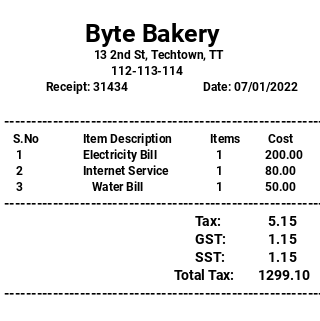 Byte Bakery
13 2nd St, Techtown, TT
112-113-114
Receipt: 31434 Date: 07/01/2022
S.No Item Description Items Cost
1 Electricity Bill 1 200.00
2 Internet Service 1 80.00
3 Water Bill 1 50.00
Tax: 5.15
GST: 1.15
SST: 1.15
Total Tax: 1299.10